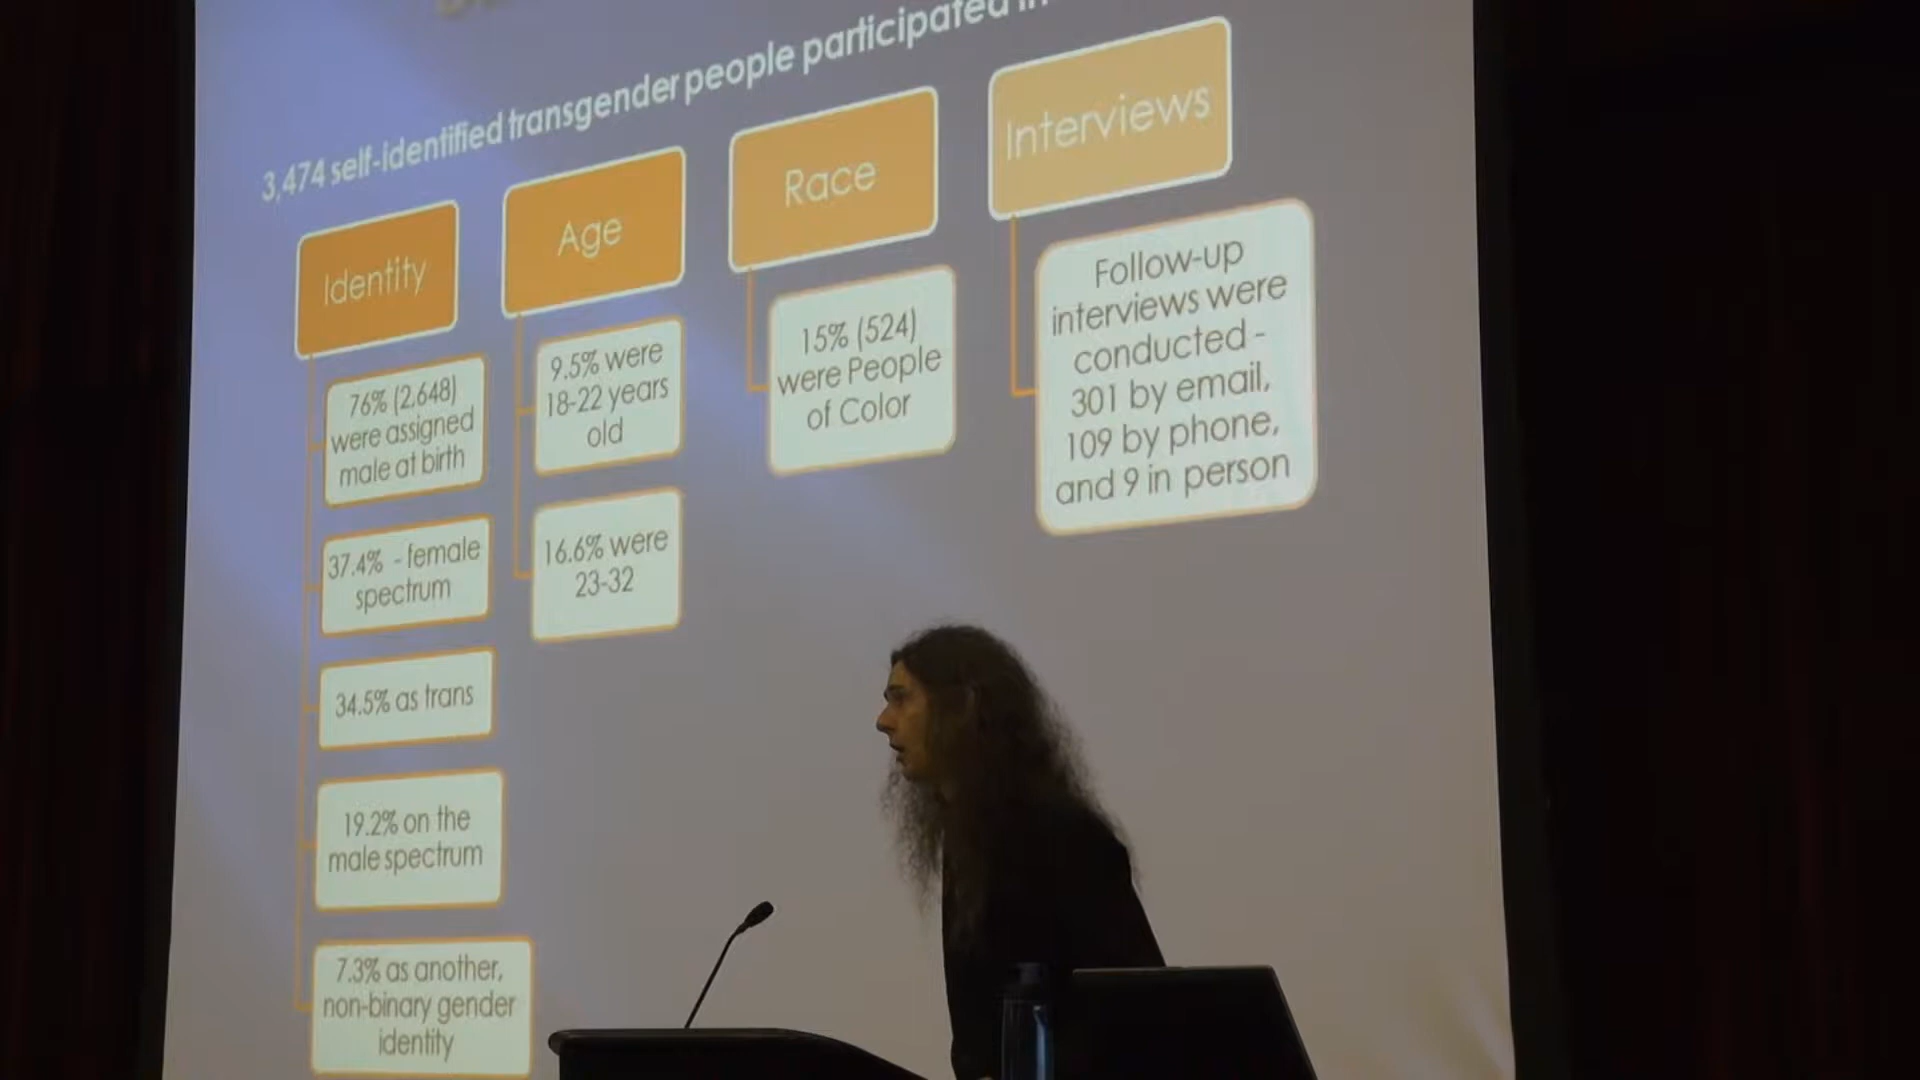 3,474 self-identified transgender people participated in
Identity
76% (2,648)
were assigned
male at birth
37.4% - female
spectrum
34.5% as trans
19.2% on the
male spectrum
7.3% as another,
non-binary gender
identity
Age
9.5% were
18-22 years
old
16.6% were
23-32
Race
15% (524)
were People
of Color
Interviews
Follow-up
interviews were
conducted -
301 by email,
109 by phone,
and 9 in person